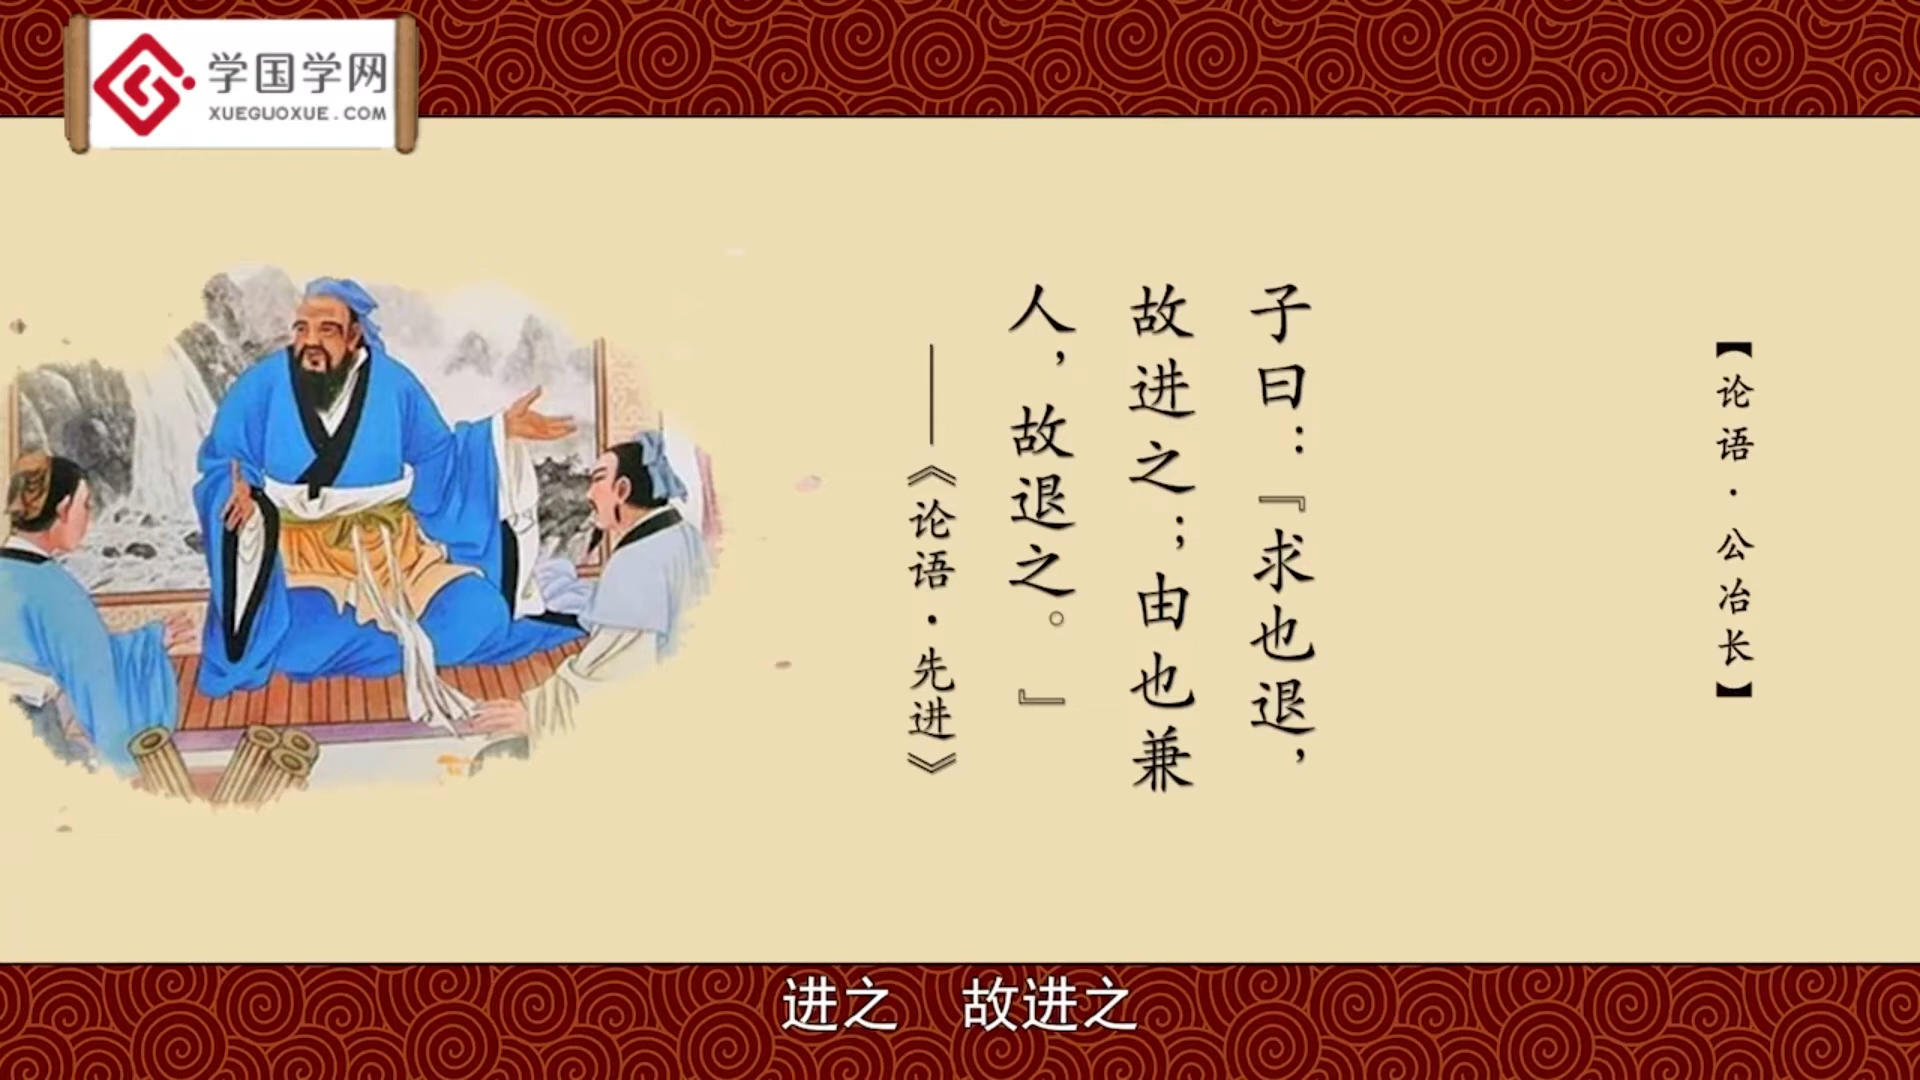 学国学网
XUEGUOXUE.COM
【论语·公冶长】
子曰：『求也退，
故进之；由也兼
人，故退之。』
——《论语·先进》
进之 故进之